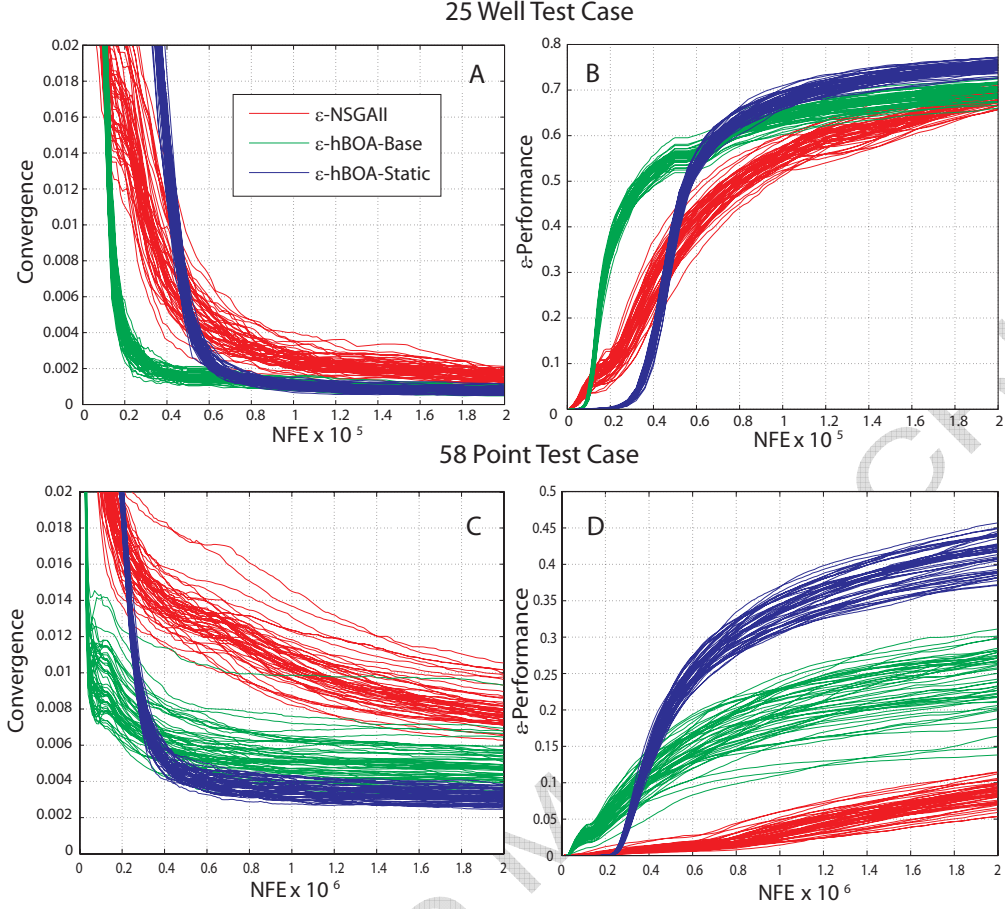 25 Well Test Case
0.02
0.018
0.016
0.014
0.012
0.01
0.008
0.006
0.004
0.002
0
Convergence
A
ε-NSGAII
ε-hBOA-Base
ε-hBOA-Static
0 0.2 0.4 0.6 0.8 1 1.2 1.4 1.6 1.8 2
NFE x 10 5
0.8
0.7
0.6
0.5
0.4
0.3
0.2
0.1
0
ε-Performance
B
0 0.2 0.4 0.6 0.8 1 1.2 1.4 1.6 1.8 2
NFE x 10 5
58 Point Test Case
0.02
0.018
0.016
0.014
0.012
0.01
0.008
0.006
0.004
0.002
0
Convergence
C
0 0.2 0.4 0.6 0.8 1 1.2 1.4 1.6 1.8 2
NFE x 10 6
0.5
0.45
0.4
0.35
0.3
0.25
0.2
0.15
0.1
0.05
0
ε-Performance
D
0 0.2 0.4 0.6 0.8 1 1.2 1.4 1.6 1.8 2
NFE x 10 6